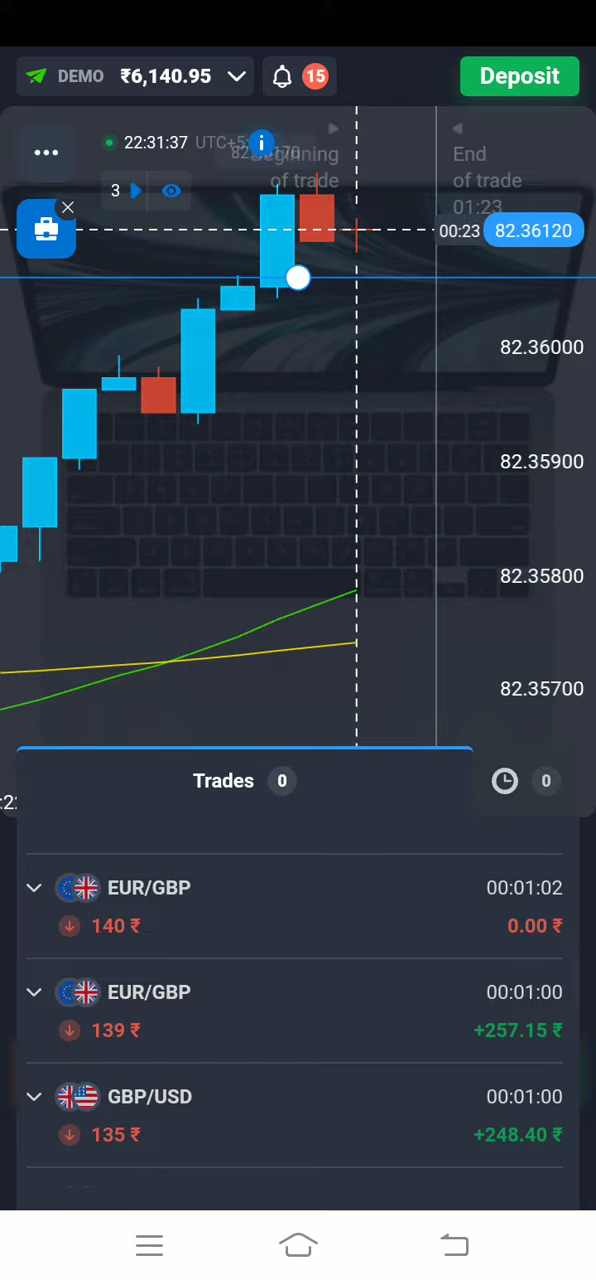 DEMO ₹6,140.95 15 Deposit
22:31:37 UTC+5:
Beginning
of trade
End
of trade
01:23
3
00:23 82.36120
82.36000
82.35900
82.35800
82.35700
Trades 0 0
EUR/GBP 00:01:02
140 ₹ 0.00 ₹
EUR/GBP 00:01:00
139 ₹ +257.15 ₹
GBP/USD 00:01:00
135 ₹ +248.40 ₹